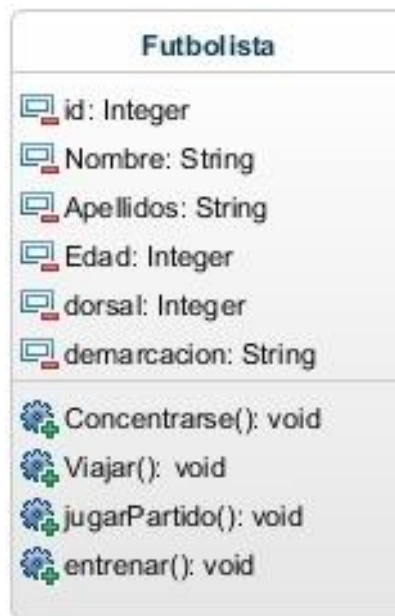 Futbolista
id: Integer
Nombre: String
Apellidos: String
Edad: Integer
dorsal: Integer
demarcacion: String
Concentrarse(): void
Viajar(): void
jugarPartido(): void
entrenar(): void